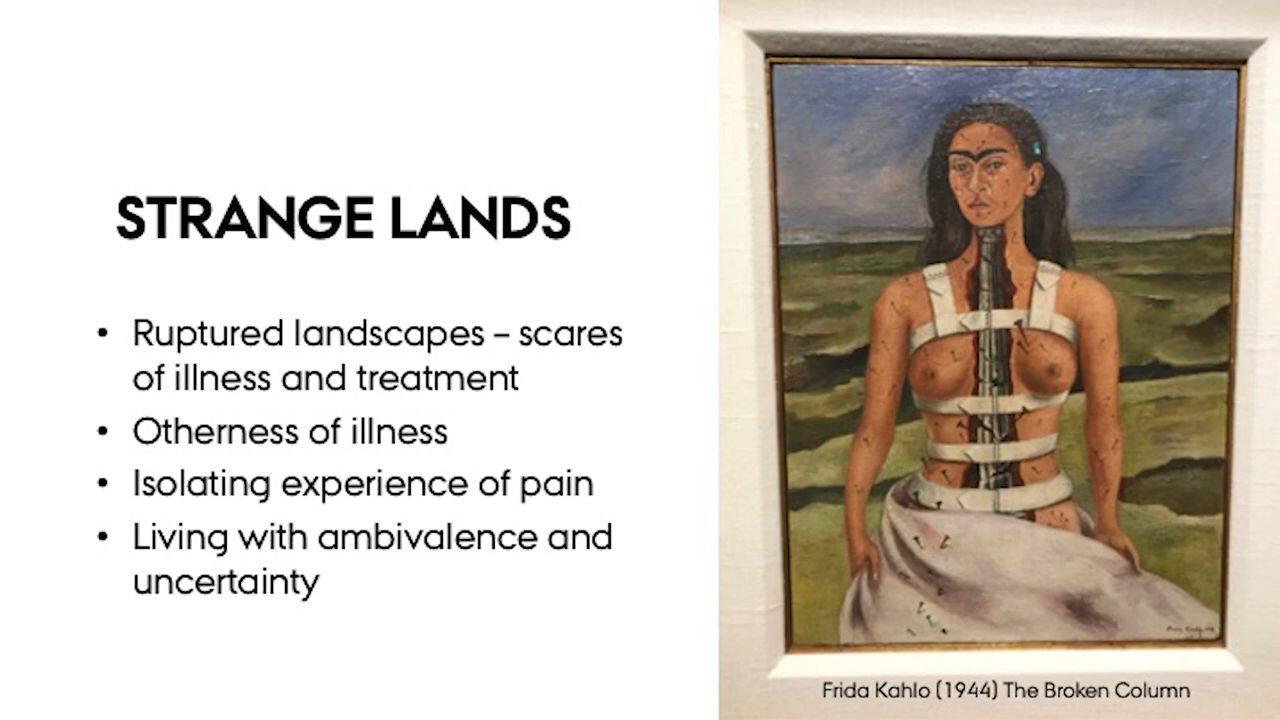 STRANGE LANDS
• Ruptured landscapes – scares
of illness and treatment
• Otherness of illness
• Isolating experience of pain
• Living with ambivalence and
uncertainty
Frida Kahlo (1944) The Broken Column